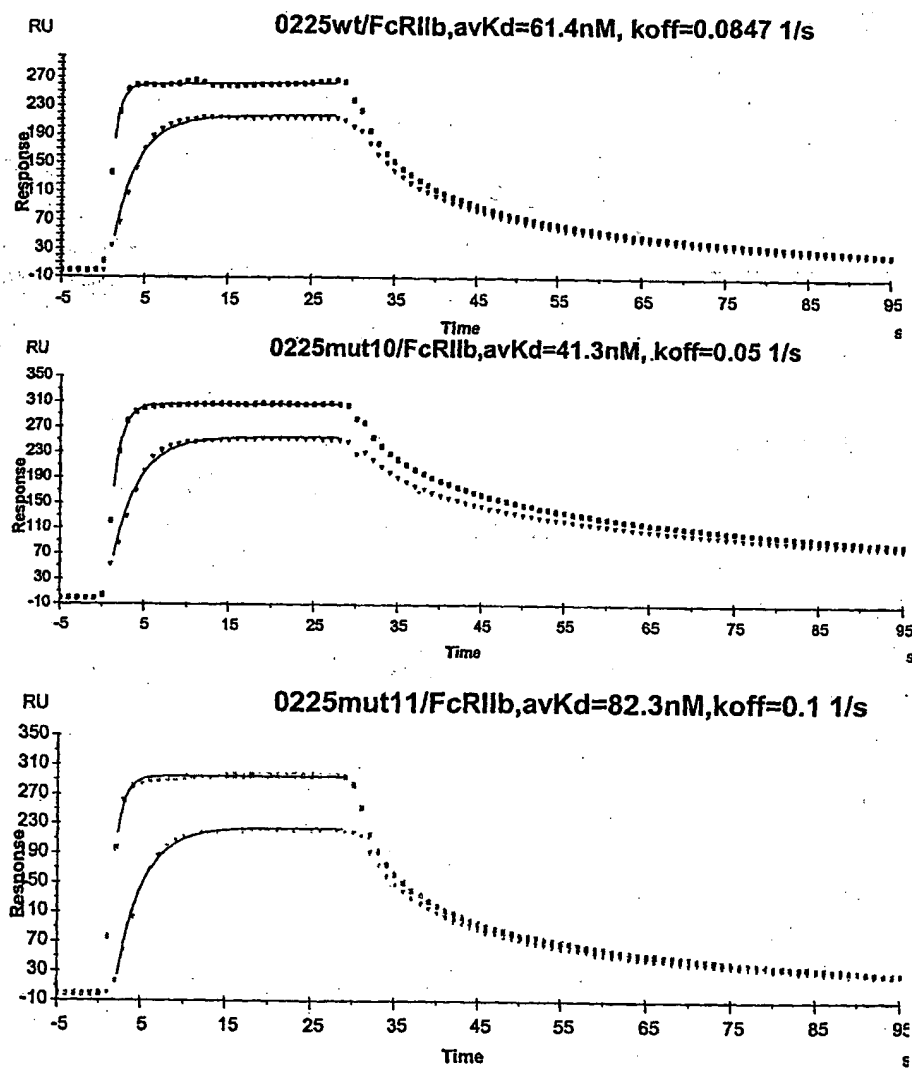 RU
0225wt/FcRIIb,avKd=61.4nM, koff=0.0847 1/s
270
230
190
150
110
70
30
-10
Response
-5 5 15 25 35 45 55 65 75 85 95
Time
s
RU
0225mut10/FcRIIb,avKd=41.3nM, koff=0.05 1/s
350
310
270
230
190
150
110
70
30
-10
Response
-5 5 15 25 35 45 55 65 75 85 95
Time
s
RU
0225mut11/FcRIIb,avKd=82.3nM,koff=0.1 1/s
350
310
270
230
190
150
110
70
30
-10
Response
-5 5 15 25 35 45 55 65 75 85 95
Time
s